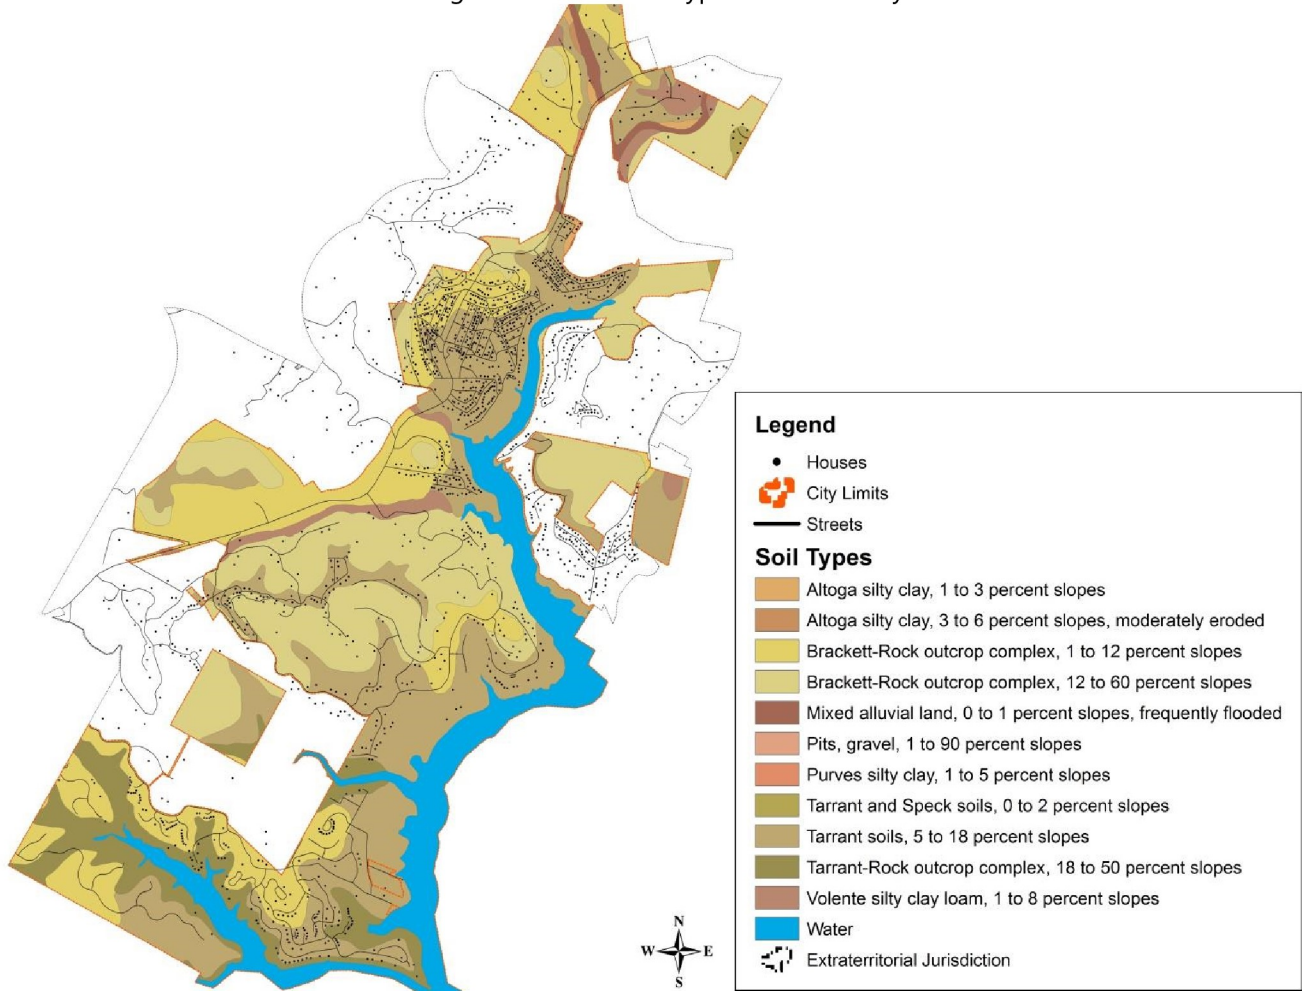 Legend
Houses
City Limits
Streets
Soil Types
Altoga silty clay, 1 to 3 percent slopes
Altoga silty clay, 3 to 6 percent slopes, moderately eroded
Brackett-Rock outcrop complex, 1 to 12 percent slopes
Brackett-Rock outcrop complex, 12 to 60 percent slopes
Mixed alluvial land, 0 to 1 percent slopes, frequently flooded
Pits, gravel, 1 to 90 percent slopes
Purves silty clay, 1 to 5 percent slopes
Tarrant and Speck soils, 0 to 2 percent slopes
Tarrant soils, 5 to 18 percent slopes
Tarrant-Rock outcrop complex, 18 to 50 percent slopes
Volente silty clay loam, 1 to 8 percent slopes
Water
Extraterritorial Jurisdiction
N
W E
S